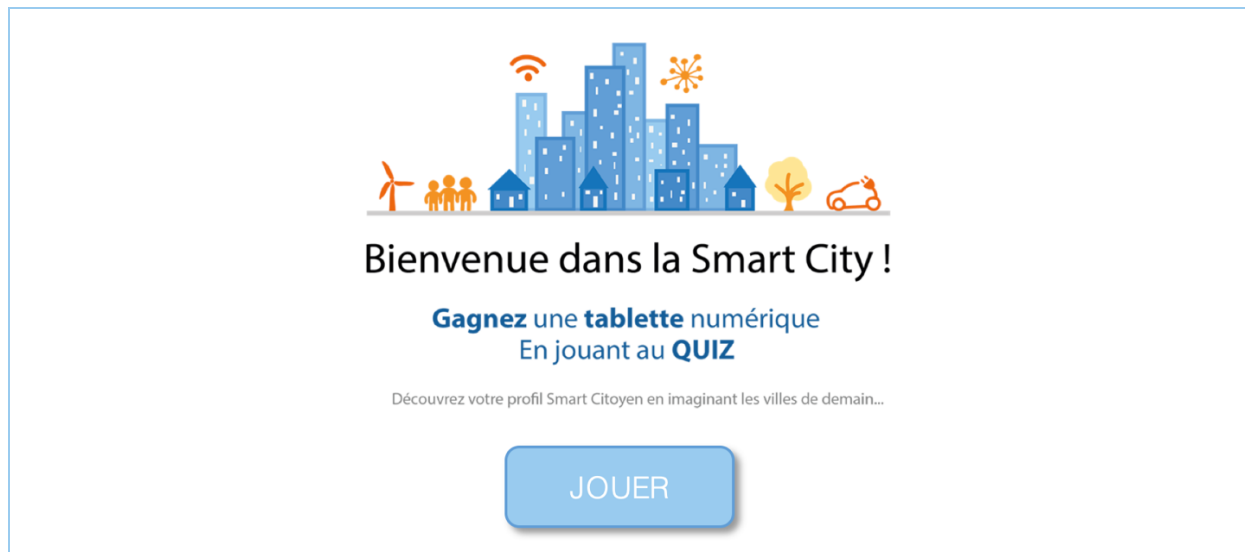 Bienvenue dans la Smart City !
Gagnez une tablette numérique
En jouant au QUIZ
Découvrez votre profil Smart Citoyen en imaginant les villes de demain...
JOUER